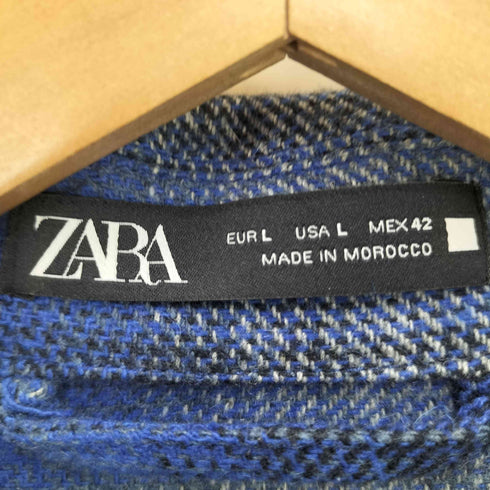 ZARA
EUR L USA L MEX 42
MADE IN MOROCCO